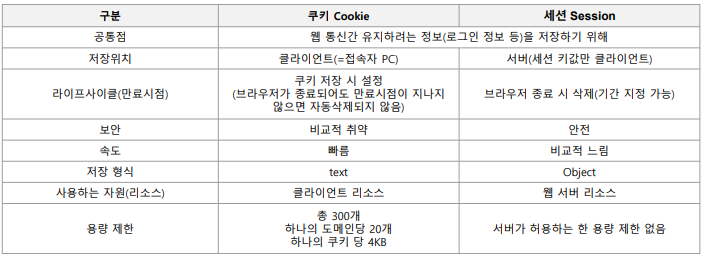 구분 쿠키 Cookie 세션 Session
공통점 웹 통신간 유지하려는 정보(로그인 정보 등)을 저장하기 위해
저장위치 클라이언트(=접속자 PC) 서버(세션 키값만 클라이언트)
라이프사이클(만료시점) 쿠키 저장 시 설정
(브라우저가 종료되어도 만료시점이 지나지
않으면 자동삭제되지 않음) 브라우저 종료 시 삭제(기간 지정 가능)
보안 비교적 취약 안전
속도 빠름 비교적 느림
저장 형식 text Object
사용하는 자원(리소스) 클라이언트 리소스 웹 서버 리소스
용량 제한 총 300개
하나의 도메인당 20개
하나의 쿠키 당 4KB 서버가 허용하는 한 용량 제한 없음